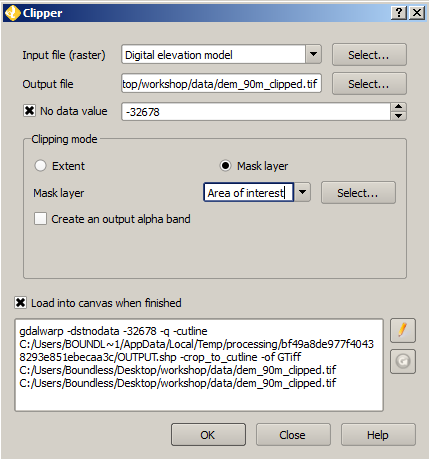 Clipper
Input file (raster) Digital elevation model Select...
Output file :op/workshop/data/dem_90m_clipped.tif Select...
No data value -32678
Clipping mode
Extent Mask layer
Mask layer Area of interest Select...
Create an output alpha band
Load into canvas when finished
gdalwarp -dstnodata -32678 -q -cutline
C:/Users/BOUNDL~1/AppData/Local/Temp/processing/bf49a8de977f4043
8293e851ebecaa3c/OUTPUT.shp -crop_to_cutline -of GTiff
C:/Users/Boundless/Desktop/workshop/data/dem_90m_clipped.tif
C:/Users/Boundless/Desktop/workshop/data/dem_90m_clipped.tif
OK Close Help